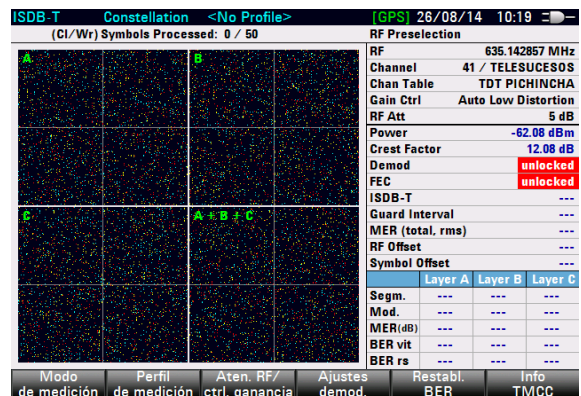 ISDB-T Constellation <No Profile> [GPS] 26/08/14 10:19
(Cl/Wr) Symbols Processed: 0 / 50
A
B
C
A + B + C
RF Preselection
RF 635.142857 MHz
Channel 41 / TELESUCESOS
Chan Table TDT PICHINCHA
Gain Ctrl Auto Low Distortion
RF Att 5 dB
Power -62.08 dBm
Crest Factor 12.08 dB
Demod unlocked
FEC unlocked
ISDB-T ---
Guard Interval ---
MER (total, rms) ---
RF Offset ---
Symbol Offset ---
Layer A Layer B Layer C
Segm. --- --- ---
Mod. --- --- ---
MER(dB) --- --- ---
BER vit --- --- ---
BER rs --- --- ---
Modo de medición
Perfil de medición
Aten. RF/ ctrl. ganancia
Ajustes demod.
Restabl. BER
Info TMCC